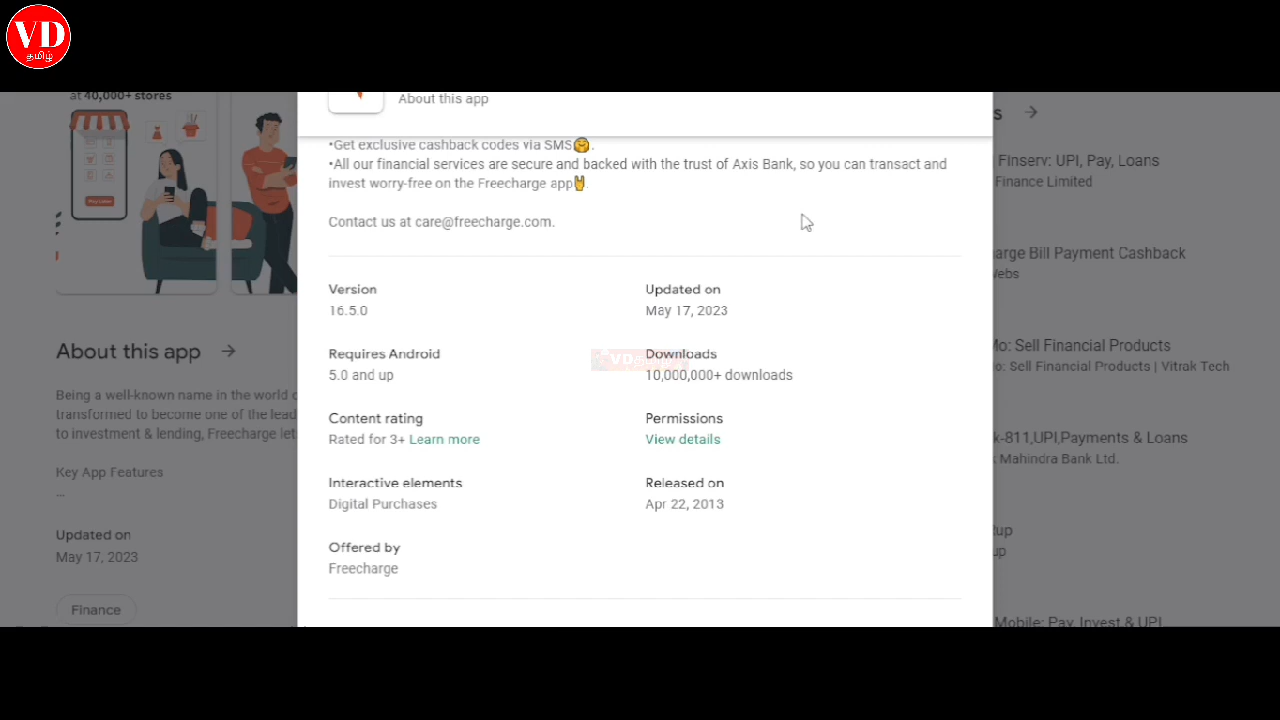 VD
தமிழ்
at 40,000+ stores
About this app
•Get exclusive cashback codes via SMS🤗.
•All our financial services are secure and backed with the trust of Axis Bank, so you can transact and
invest worry-free on the Freecharge app🤘.
Contact us at care@freecharge.com.
Version
16.5.0
Updated on
May 17, 2023
Requires Android
5.0 and up
Downloads
10,000,000+ downloads
VDதமிழ்
Content rating
Rated for 3+ Learn more
Permissions
View details
Interactive elements
Digital Purchases
Released on
Apr 22, 2013
Offered by
Freecharge
About this app
Being a well-known name in the world
transformed to become one of the lead
to investment & lending, Freecharge let
Key App Features
...
Updated on
May 17, 2023
Finance
s
Finserv: UPI, Pay, Loans
Finance Limited
arge Bill Payment Cashback
Webs
Mo: Sell Financial Products
o: Sell Financial Products | Vitrak Tech
k-811,UPI,Payments & Loans
Mahindra Bank Ltd.
up
up
Mobile: Pay, Invest & UPI